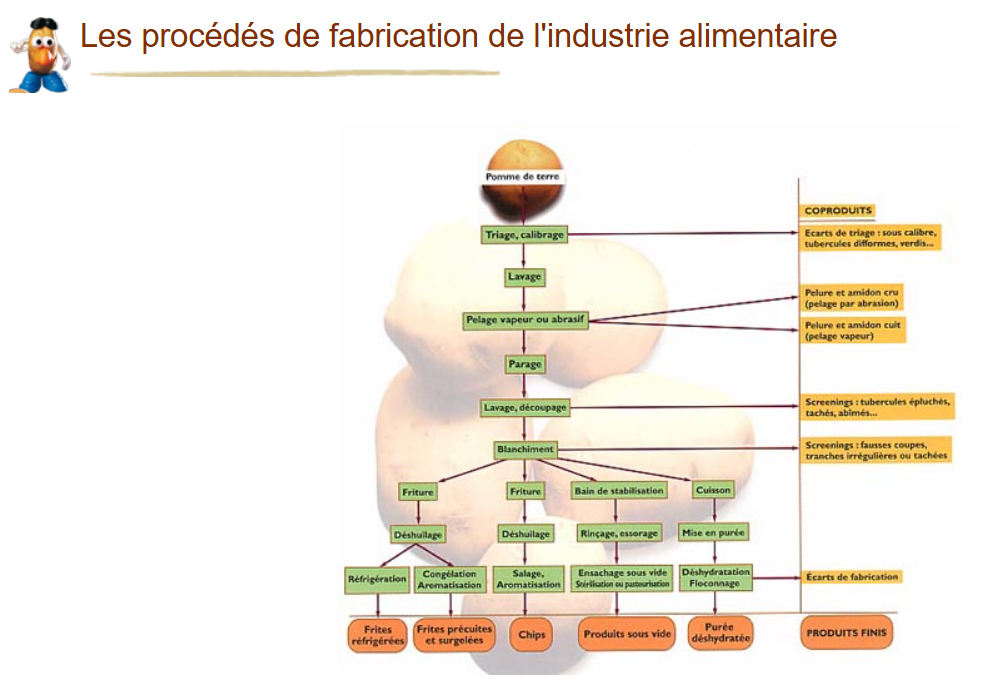 Les procédés de fabrication de l'industrie alimentaire
Pomme de terre
COPRODUITS
Triage, calibrage
Ecarts de triage : sous calibre,
tubercules difformes, verdis...
Lavage
Pelage vapeur ou abrasif
Pelure et amidon cru
(pelage par abrasion)
Pelure et amidon cuit
(pelage vapeur)
Parage
Lavage, découpage
Screenings : tubercules épluchés,
tachés, abîmés...
Blanchiment
Screenings : fausses coupes,
tranches irrégulières ou tachées
Friture
Friture
Bain de stabilisation
Cuisson
Déshuilage
Déshuilage
Rinçage, essorage
Mise en purée
Réfrigération
Congélation
Aromatisation
Salage,
Aromatisation
Ensachage sous vide
Stérilisation ou pasteurisation
Déshydratation
Floconnage
Écarts de fabrication
Frites
réfrigérées
Frites précuites
et surgelées
Chips
Produits sous vide
Purée
déshydratée
PRODUITS FINIS